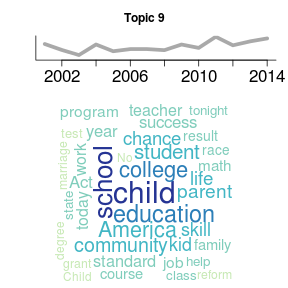 Topic 9
2002 2006 2010 2014
program teacher tonight
success
test year chance result
No student race
marriage work college math
school Act life
child parent
state today education
America skill
degree community kid family
grant standard job help
Child course class reform